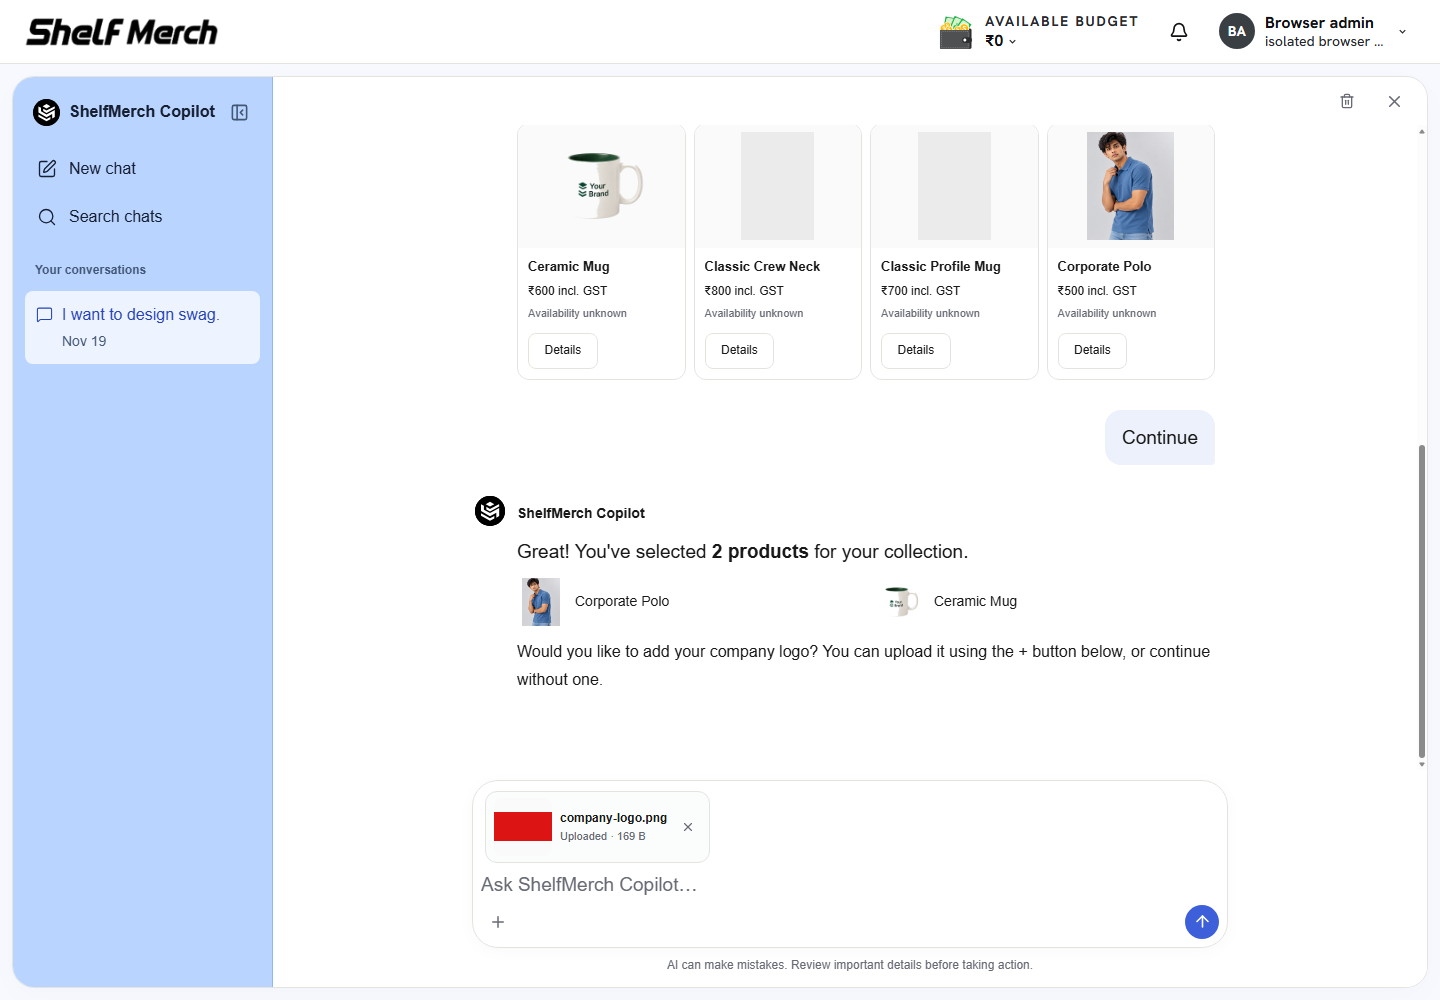 Shelf Merch
AVAILABLE BUDGET
₹0
BA
Browser admin
isolated browser ...
ShelfMerch Copilot
New chat
Search chats
Your conversations
I want to design swag.
Nov 19
Your
Brand
Ceramic Mug
₹600 incl. GST
Availability unknown
Details
Classic Crew Neck
₹800 incl. GST
Availability unknown
Details
Classic Profile Mug
₹700 incl. GST
Availability unknown
Details
Corporate Polo
₹500 incl. GST
Availability unknown
Details
Continue
ShelfMerch Copilot
Great! You've selected 2 products for your collection.
Corporate Polo
Your
Brand
Ceramic Mug
Would you like to add your company logo? You can upload it using the + button below, or continue
without one.
company-logo.png
Uploaded · 169 B
Ask ShelfMerch Copilot…
AI can make mistakes. Review important details before taking action.